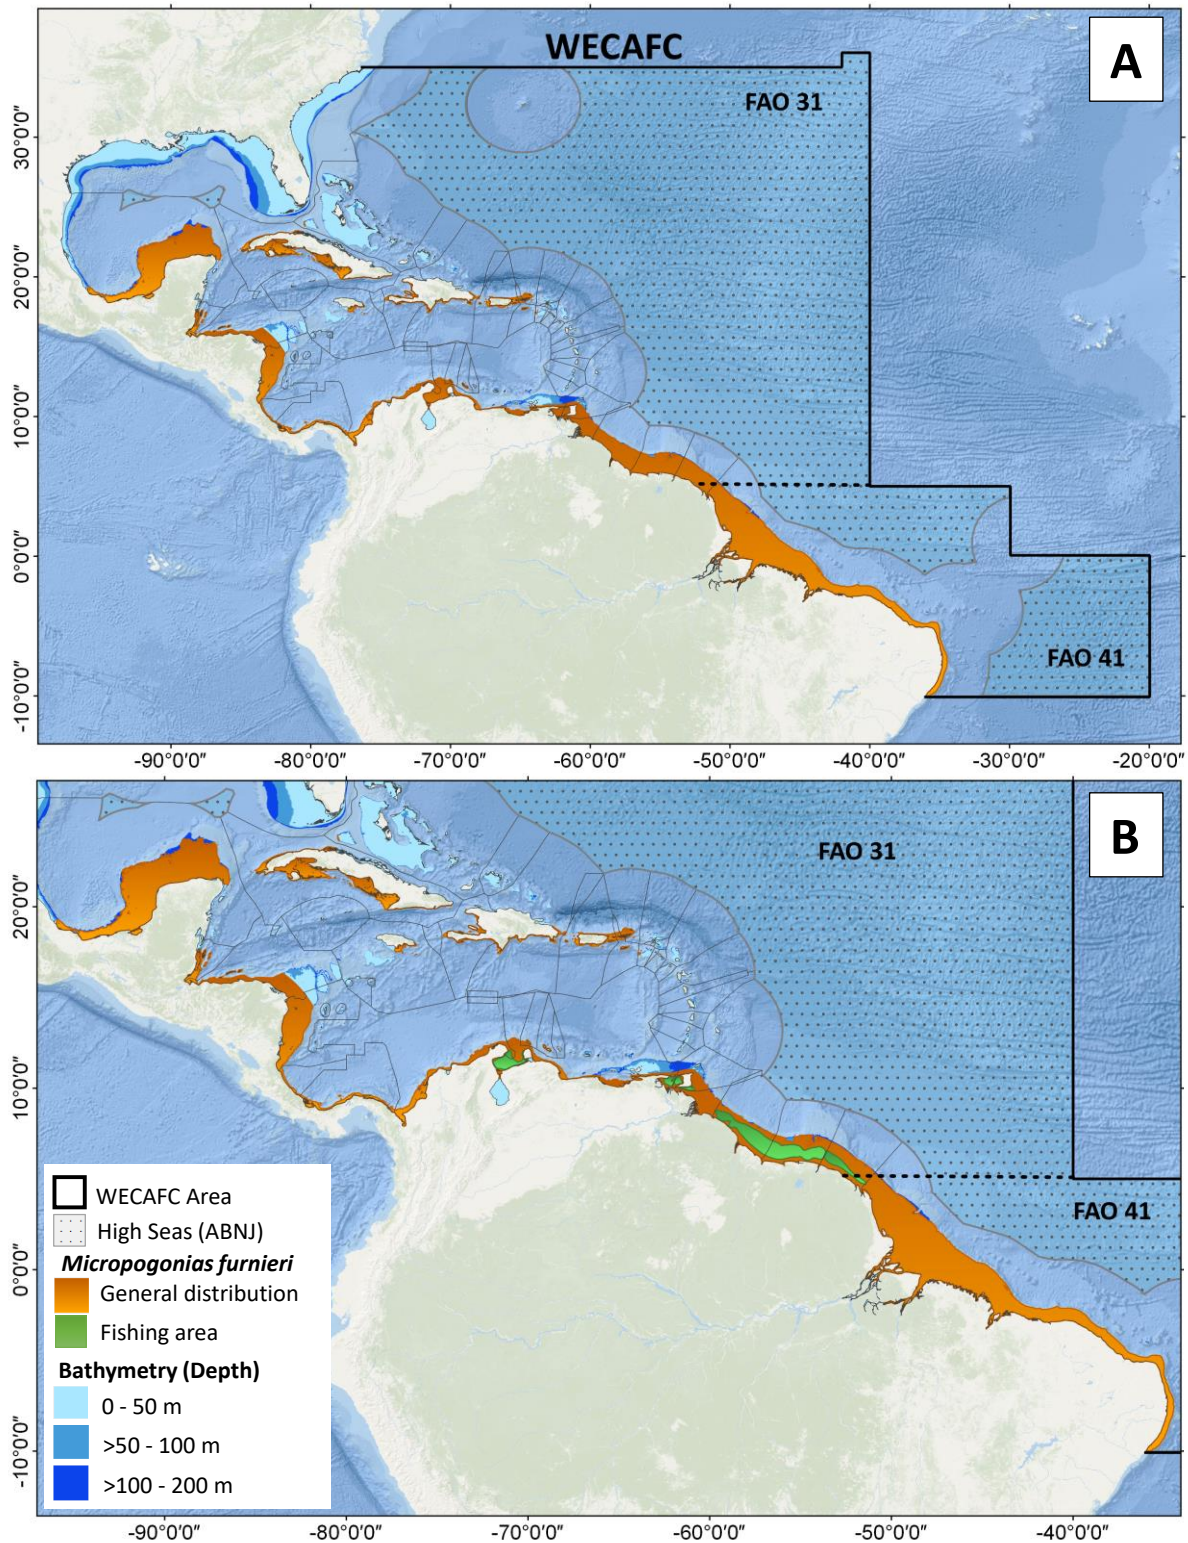 WECAFC
A
FAO 31
FAO 41
30°0'0"
20°0'0"
10°0'0"
0°0'0"
-10°0'0"
-90°0'0"
-80°0'0"
-70°0'0"
-60°0'0"
-50°0'0"
-40°0'0"
-30°0'0"
-20°0'0"
B
FAO 31
FAO 41
20°0'0"
10°0'0"
0°0'0"
-10°0'0"
WECAFC Area
High Seas (ABNJ)
Micropogonias furnieri
General distribution
Fishing area
Bathymetry (Depth)
0 - 50 m
>50 - 100 m
>100 - 200 m
-90°0'0"
-80°0'0"
-70°0'0"
-60°0'0"
-50°0'0"
-40°0'0"